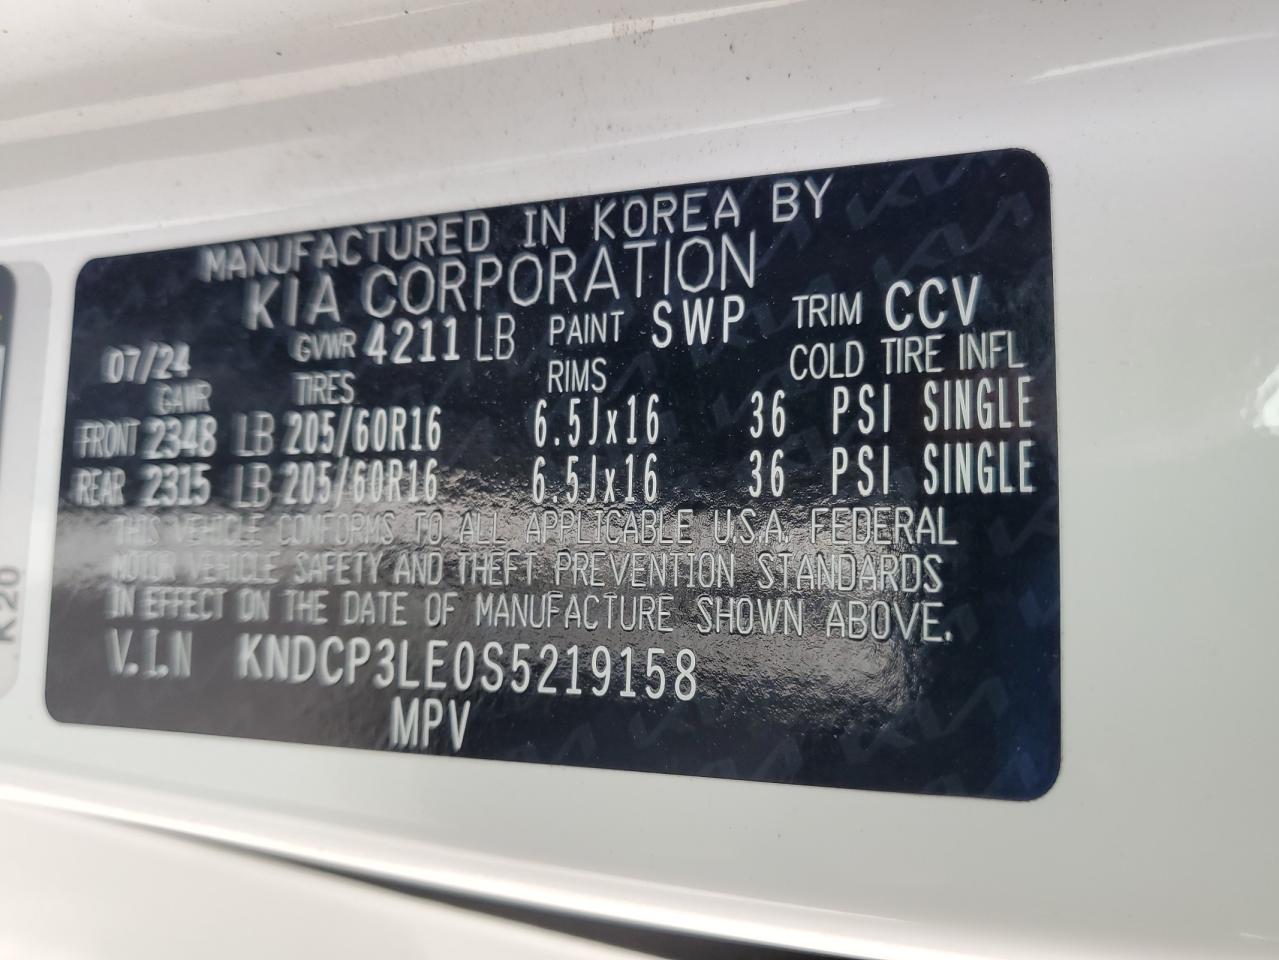 MANUFACTURED IN KOREA BY
KIA CORPORATION
07/24 GVWR 4211 LB PAINT SWP TRIM CCV
GAWR TIRES RIMS COLD TIRE INFL
FRONT 2348 LB 205/60R16 6.5Jx16 36 PSI SINGLE
REAR 2315 LB 205/60R16 6.5Jx16 36 PSI SINGLE
THIS VEHICLE CONFORMS TO ALL APPLICABLE U.S.A. FEDERAL
MOTOR VEHICLE SAFETY AND THEFT PREVENTION STANDARDS
IN EFFECT ON THE DATE OF MANUFACTURE SHOWN ABOVE.
V.I.N KNDCP3LE0S5219158
MPV
K20